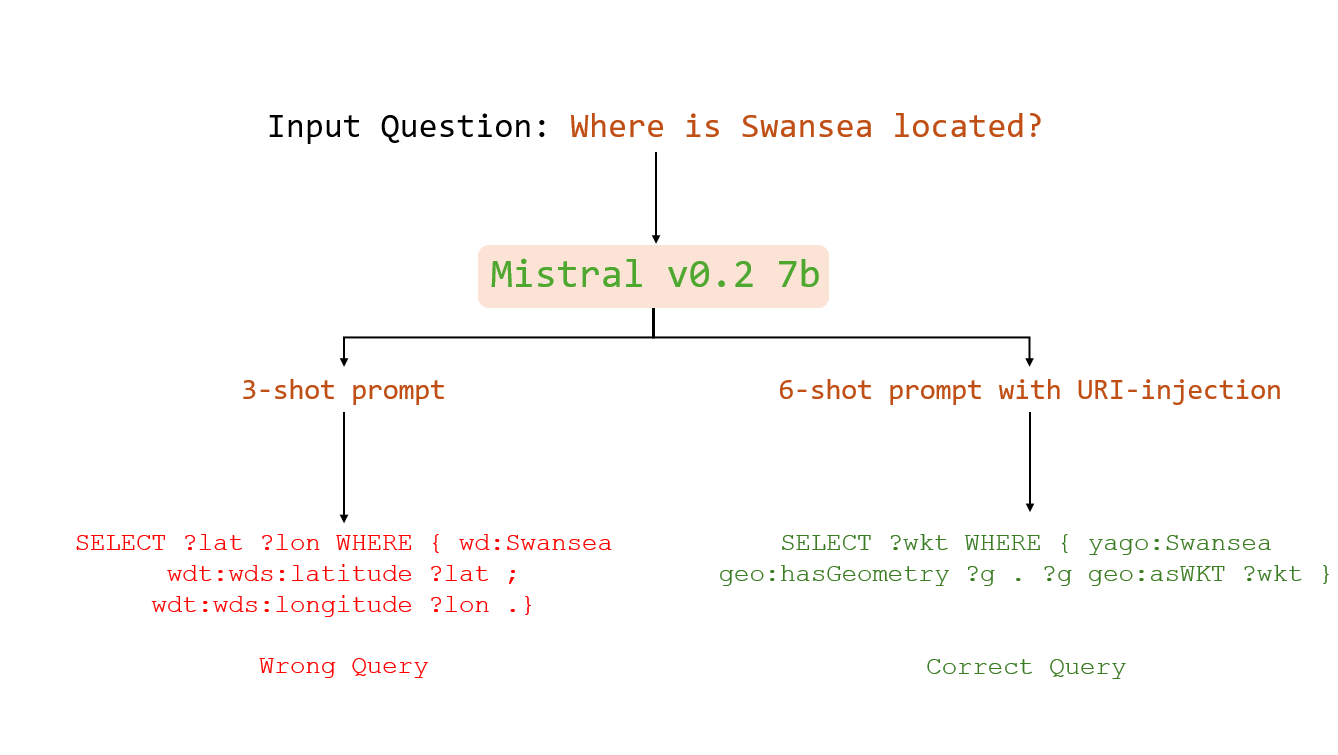 Input Question: Where is Swansea located?
Mistral v0.2 7b
3-shot prompt
6-shot prompt with URI-injection
SELECT ?lat ?lon WHERE { wd:Swansea
wdt:wds:latitude ?lat ;
wdt:wds:longitude ?lon .}
Wrong Query
SELECT ?wkt WHERE { yago:Swansea
geo:hasGeometry ?g . ?g geo:asWKT ?wkt }
Correct Query